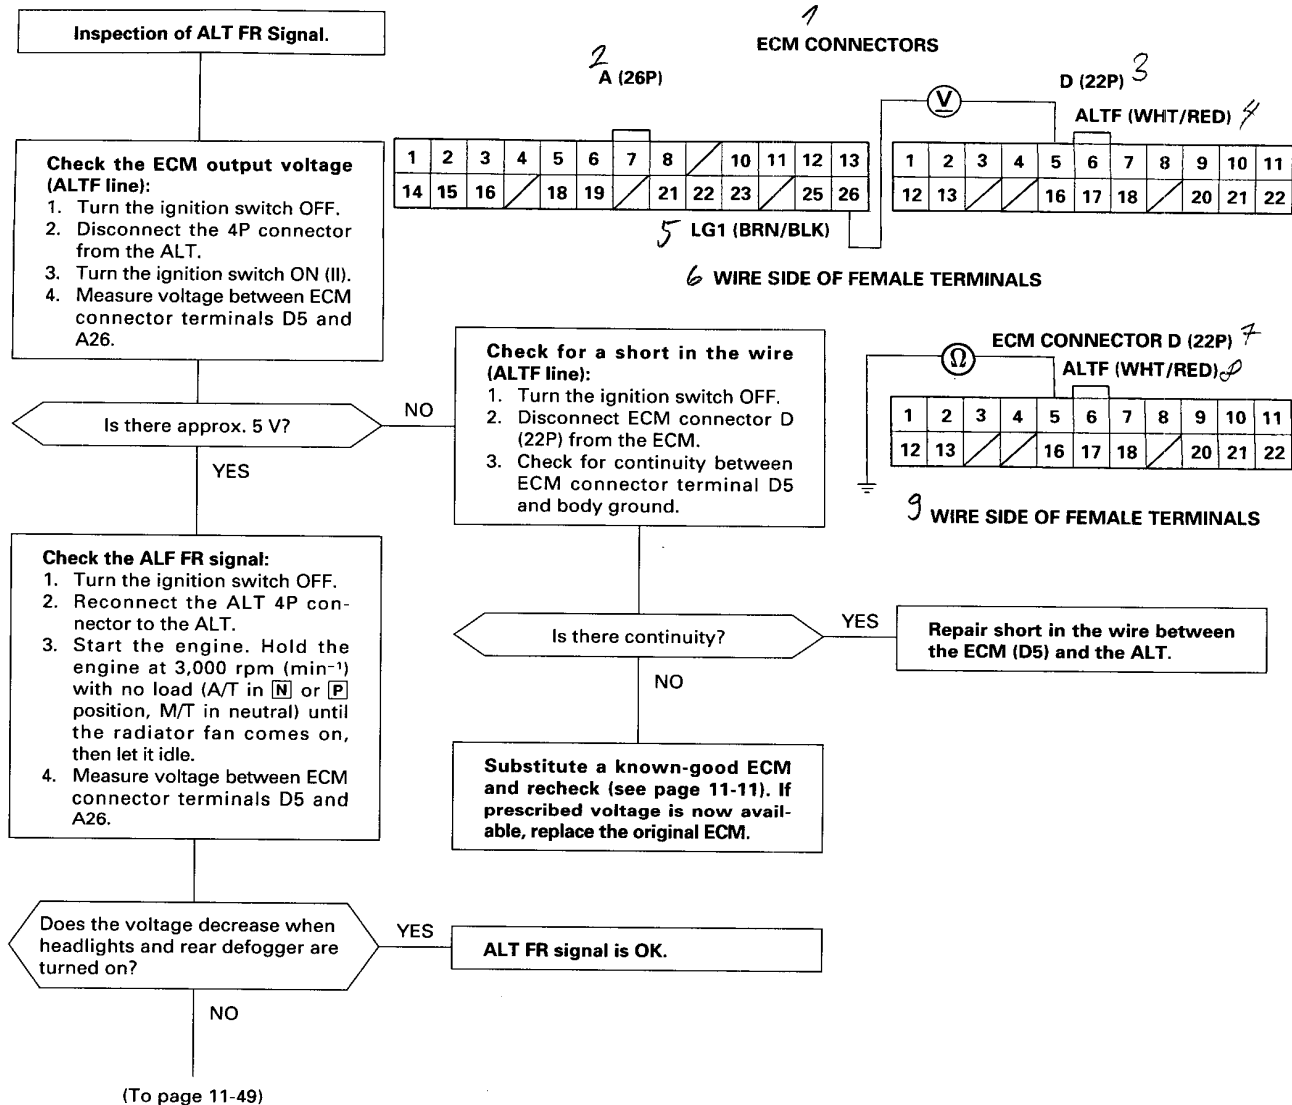 Inspection of ALT FR Signal.
1
ECM CONNECTORS
2
A (26P)
D (22P) 3
V
ALTF (WHT/RED) 4
1 2 3 4 5 6 7 8 10 11 12 13
14 15 16 18 19 21 22 23 25 26
1 2 3 4 5 6 7 8 9 10 11
12 13 16 17 18 20 21 22
5 LG1 (BRN/BLK)
6 WIRE SIDE OF FEMALE TERMINALS
Check the ECM output voltage
(ALTF line):
1. Turn the ignition switch OFF.
2. Disconnect the 4P connector
from the ALT.
3. Turn the ignition switch ON (II).
4. Measure voltage between ECM
connector terminals D5 and
A26.
Is there approx. 5 V?
NO
YES
Check for a short in the wire
(ALTF line):
1. Turn the ignition switch OFF.
2. Disconnect ECM connector D
(22P) from the ECM.
3. Check for continuity between
ECM connector terminal D5
and body ground.
ECM CONNECTOR D (22P) 7
Ω
ALTF (WHT/RED) 8
1 2 3 4 5 6 7 8 9 10 11
12 13 16 17 18 20 21 22
9 WIRE SIDE OF FEMALE TERMINALS
Check the ALF FR signal:
1. Turn the ignition switch OFF.
2. Reconnect the ALT 4P con-
nector to the ALT.
3. Start the engine. Hold the
engine at 3,000 rpm (min⁻¹)
with no load (A/T in N or P
position, M/T in neutral) until
the radiator fan comes on,
then let it idle.
4. Measure voltage between ECM
connector terminals D5 and
A26.
Is there continuity?
YES
Repair short in the wire between
the ECM (D5) and the ALT.
NO
Substitute a known-good ECM
and recheck (see page 11-11). If
prescribed voltage is now avail-
able, replace the original ECM.
Does the voltage decrease when
headlights and rear defogger are
turned on?
YES
ALT FR signal is OK.
NO
(To page 11-49)